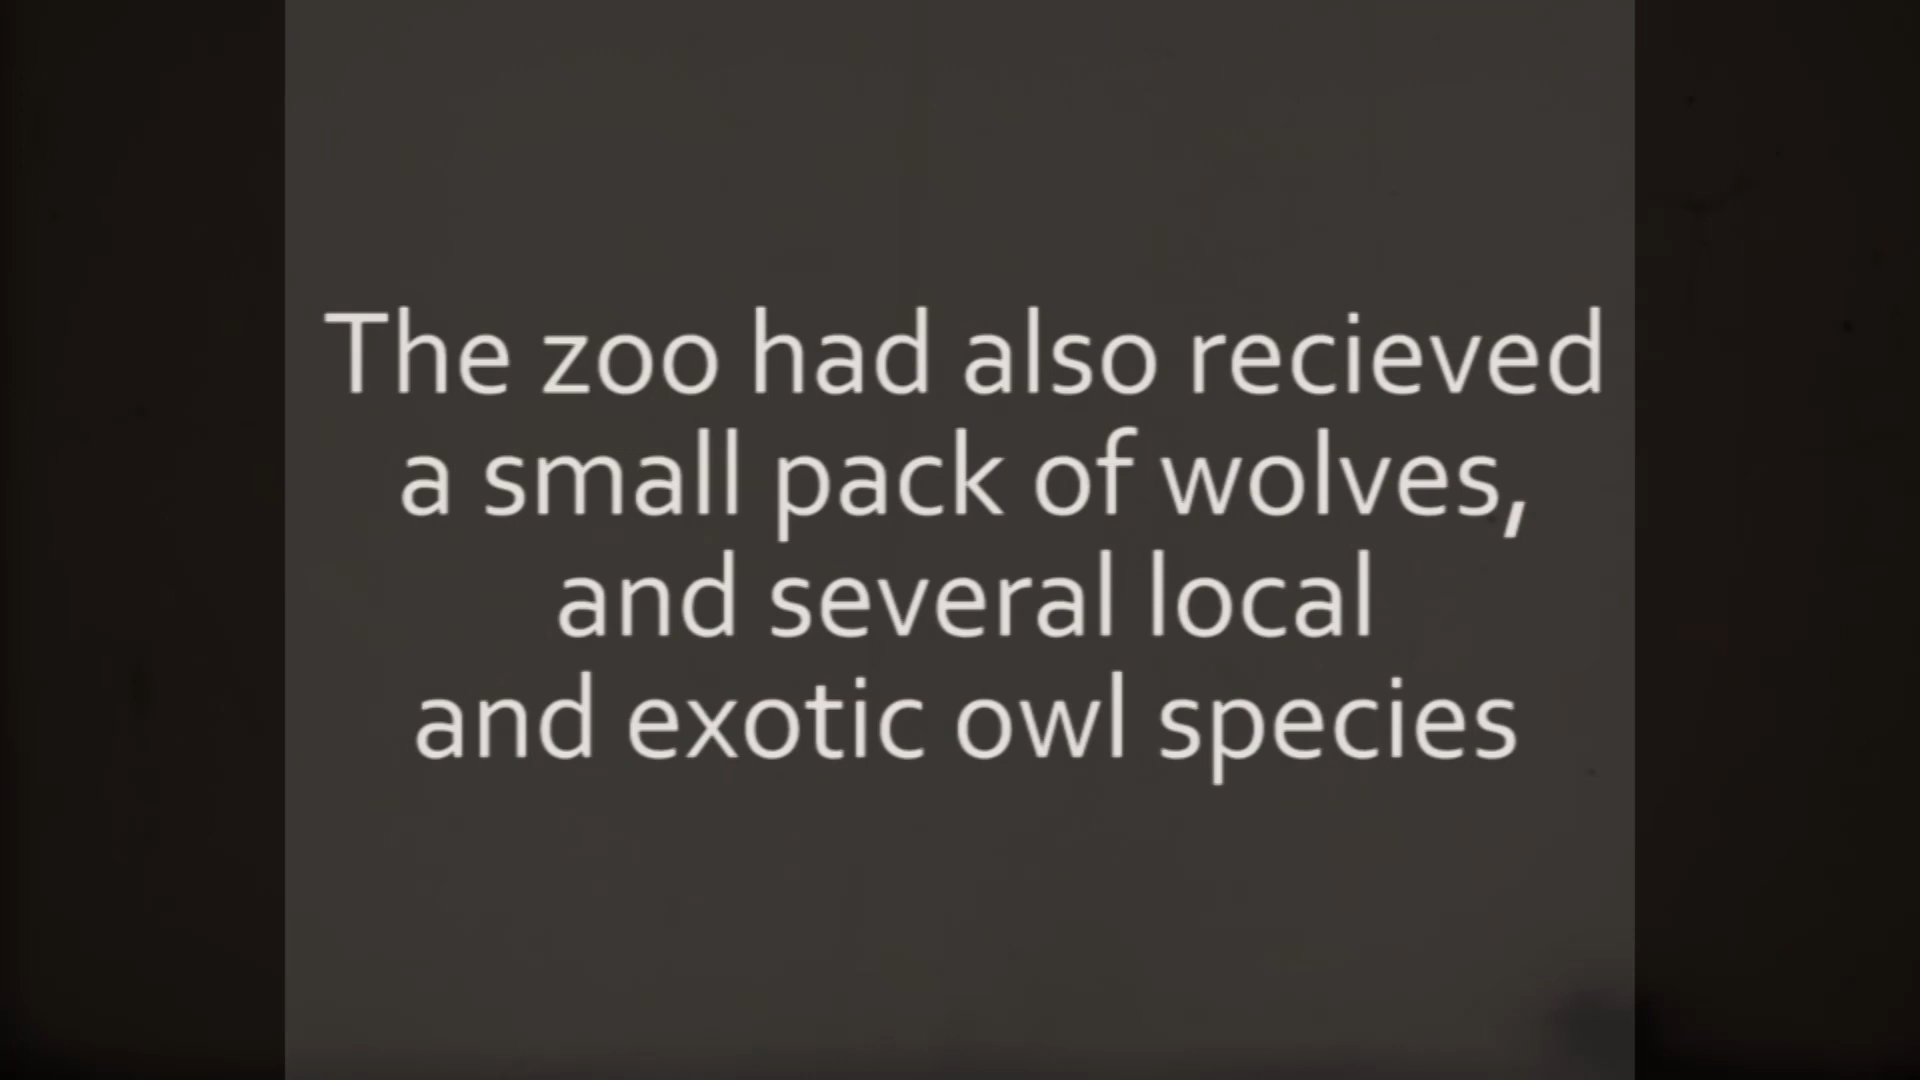 The zoo had also recieved
a small pack of wolves,
and several local
and exotic owl species